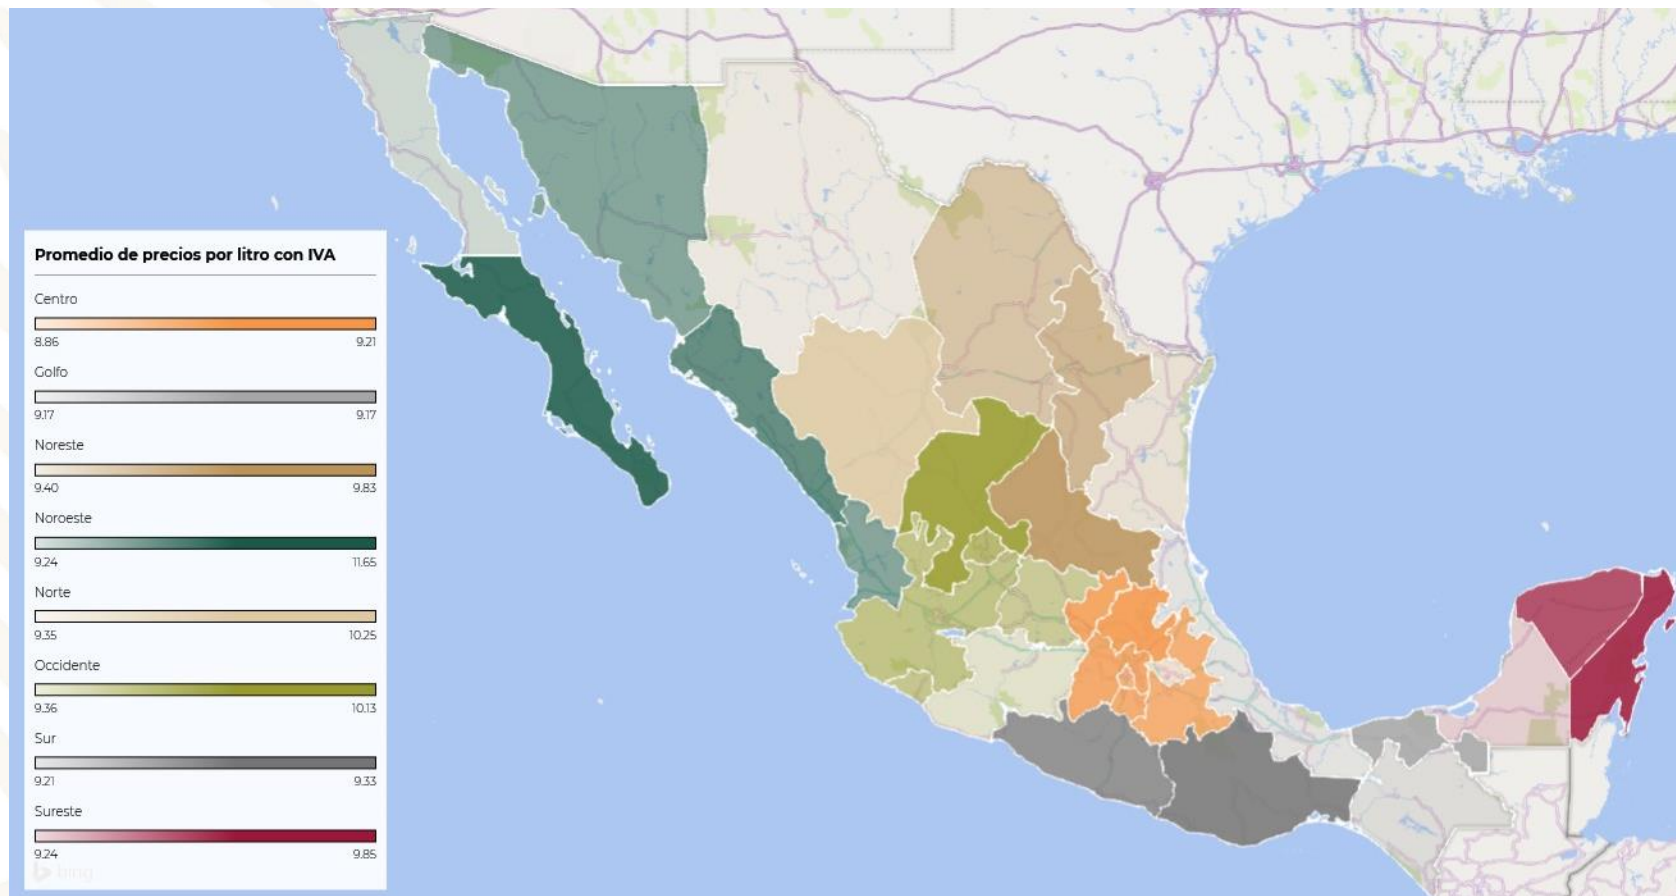 Promedio de precios por litro con IVA
Centro
8.86 9.21
Golfo
9.17 9.17
Noreste
9.40 9.83
Noroeste
9.24 11.65
Norte
9.35 10.25
Occidente
9.36 10.13
Sur
9.21 9.33
Sureste
9.24 9.85
bing